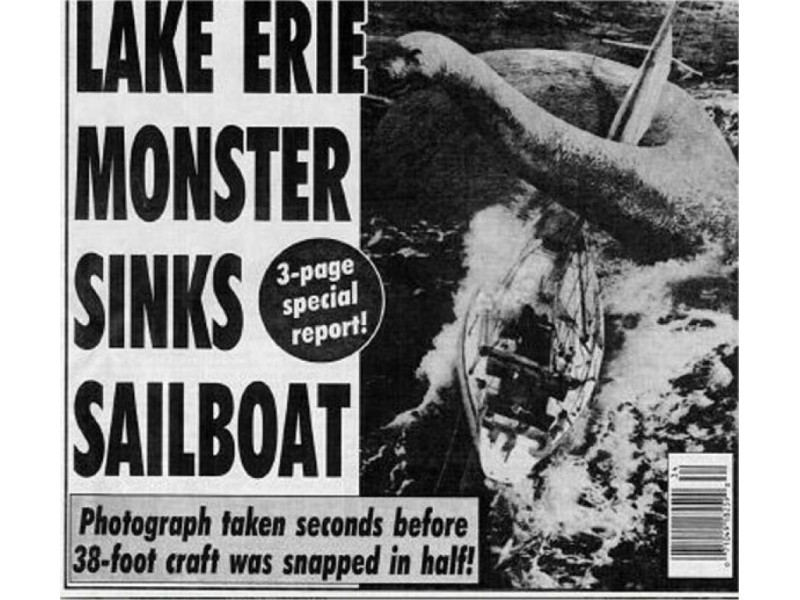 LAKE ERIE
MONSTER
SINKS
SAILBOAT
3-page
special
report!
Photograph taken seconds before
38-foot craft was snapped in half!
34